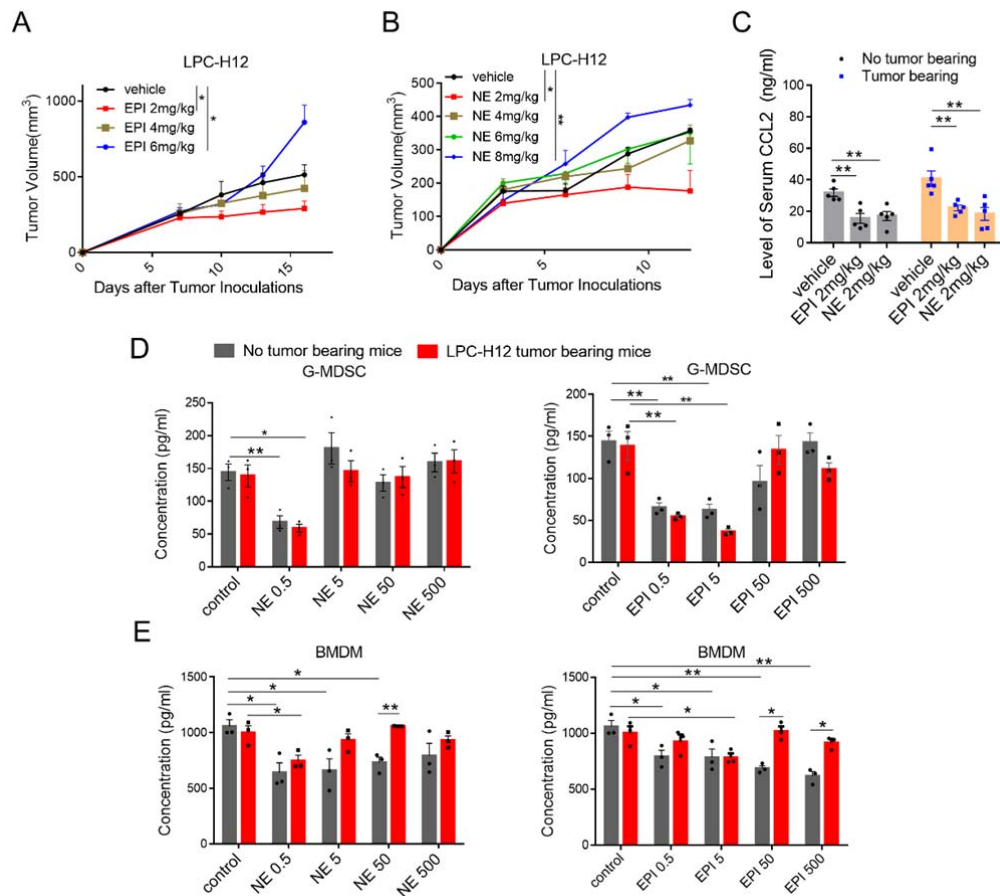 A
LPC-H12
Tumor Volume(mm³)
1000
500
0
vehicle
EPI 2mg/kg
EPI 4mg/kg
EPI 6mg/kg
*
*
0
5
10
15
Days after Tumor Inoculations
B
LPC-H12
Tumor Volume(mm³)
500
400
300
200
100
0
vehicle
NE 2mg/kg
NE 4mg/kg
NE 6mg/kg
NE 8mg/kg
*
**
0
5
10
Days after Tumor Inoculations
C
No tumor bearing
Tumor bearing
Level of Serum CCL2 (ng/ml)
100
80
60
40
20
0
**
**
**
**
vehicle
EPI 2mg/kg
NE 2mg/kg
vehicle
EPI 2mg/kg
NE 2mg/kg
D
No tumor bearing mice
LPC-H12 tumor bearing mice
G-MDSC
Concentration (pg/ml)
250
200
150
100
50
0
*
**
control
NE 0.5
NE 5
NE 50
NE 500
G-MDSC
Concentration (pg/ml)
200
150
100
50
0
**
**
**
**
control
EPI 0.5
EPI 5
EPI 50
EPI 500
E
BMDM
Concentration (pg/ml)
1500
1000
500
0
*
*
*
*
**
control
NE 0.5
NE 5
NE 50
NE 500
BMDM
Concentration (pg/ml)
1500
1000
500
0
**
**
*
*
*
*
*
control
EPI 0.5
EPI 5
EPI 50
EPI 500